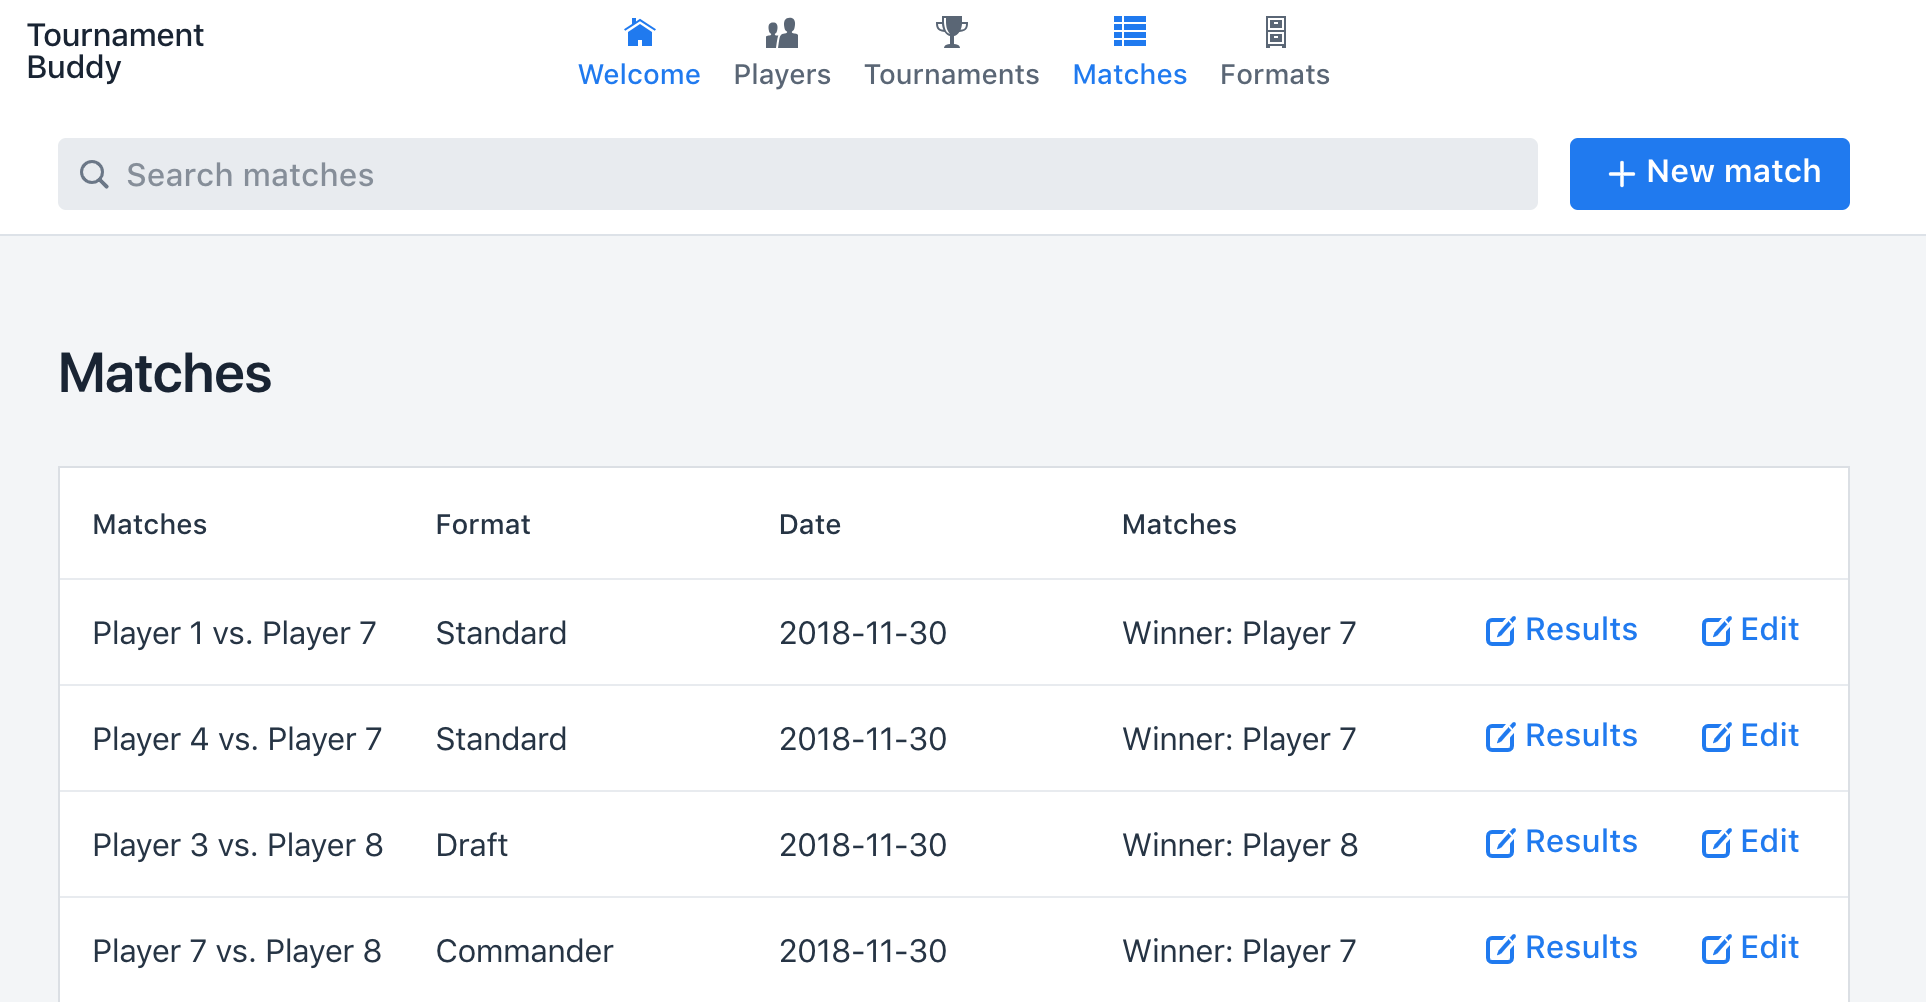 Tournament
Buddy
Welcome Players Tournaments Matches Formats
Search matches
New match
Matches
Matches Format Date Matches
Player 1 vs. Player 7 Standard 2018-11-30 Winner: Player 7 Results Edit
Player 4 vs. Player 7 Standard 2018-11-30 Winner: Player 7 Results Edit
Player 3 vs. Player 8 Draft 2018-11-30 Winner: Player 8 Results Edit
Player 7 vs. Player 8 Commander 2018-11-30 Winner: Player 7 Results Edit